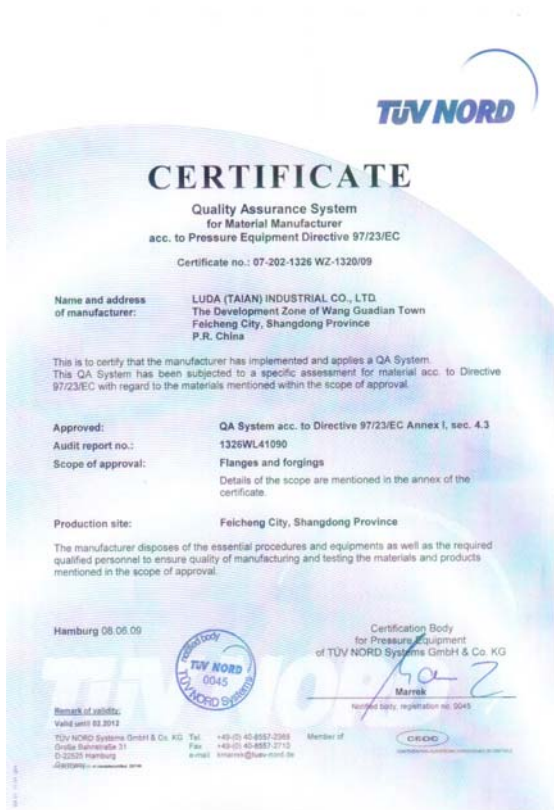 TÜV NORD
CERTIFICATE
Quality Assurance System
for Material Manufacturer
acc. to Pressure Equipment Directive 97/23/EC
Certificate no.: 07-202-1326 WZ-1320/09
Name and address of manufacturer:
LUDA (TAIAN) INDUSTRIAL CO., LTD.
The Development Zone of Wang Guadian Town
Feicheng City, Shangdong Province
P.R. China
This is to certify that the manufacturer has implemented and applies a QA System.
This QA System has been subjected to a specific assessment for material acc. to Directive
97/23/EC with regard to the materials mentioned within the scope of approval.
Approved: QA System acc. to Directive 97/23/EC Annex I, sec. 4.3
Audit report no.: 1326WL41090
Scope of approval: Flanges and forgings
Details of the scope are mentioned in the annex of the
certificate.
Production site: Feicheng City, Shangdong Province
The manufacturer disposes of the essential procedures and equipments as well as the required
qualified personnel to ensure quality of manufacturing and testing the materials and products
mentioned in the scope of approval.
Hamburg 08.06.09
notified body
TÜV NORD
0045
TÜV NORD Systems
Certification Body
for Pressure Equipment
of TÜV NORD Systems GmbH & Co. KG
Marrek
Notified body, registration no. 0045
Remark of validity:
Valid until 02.2012
TÜV NORD Systems GmbH & Co. KG
Große Bahnstraße 31
D-22525 Hamburg
Tel.
Fax
e-mail
Member of
CEOC